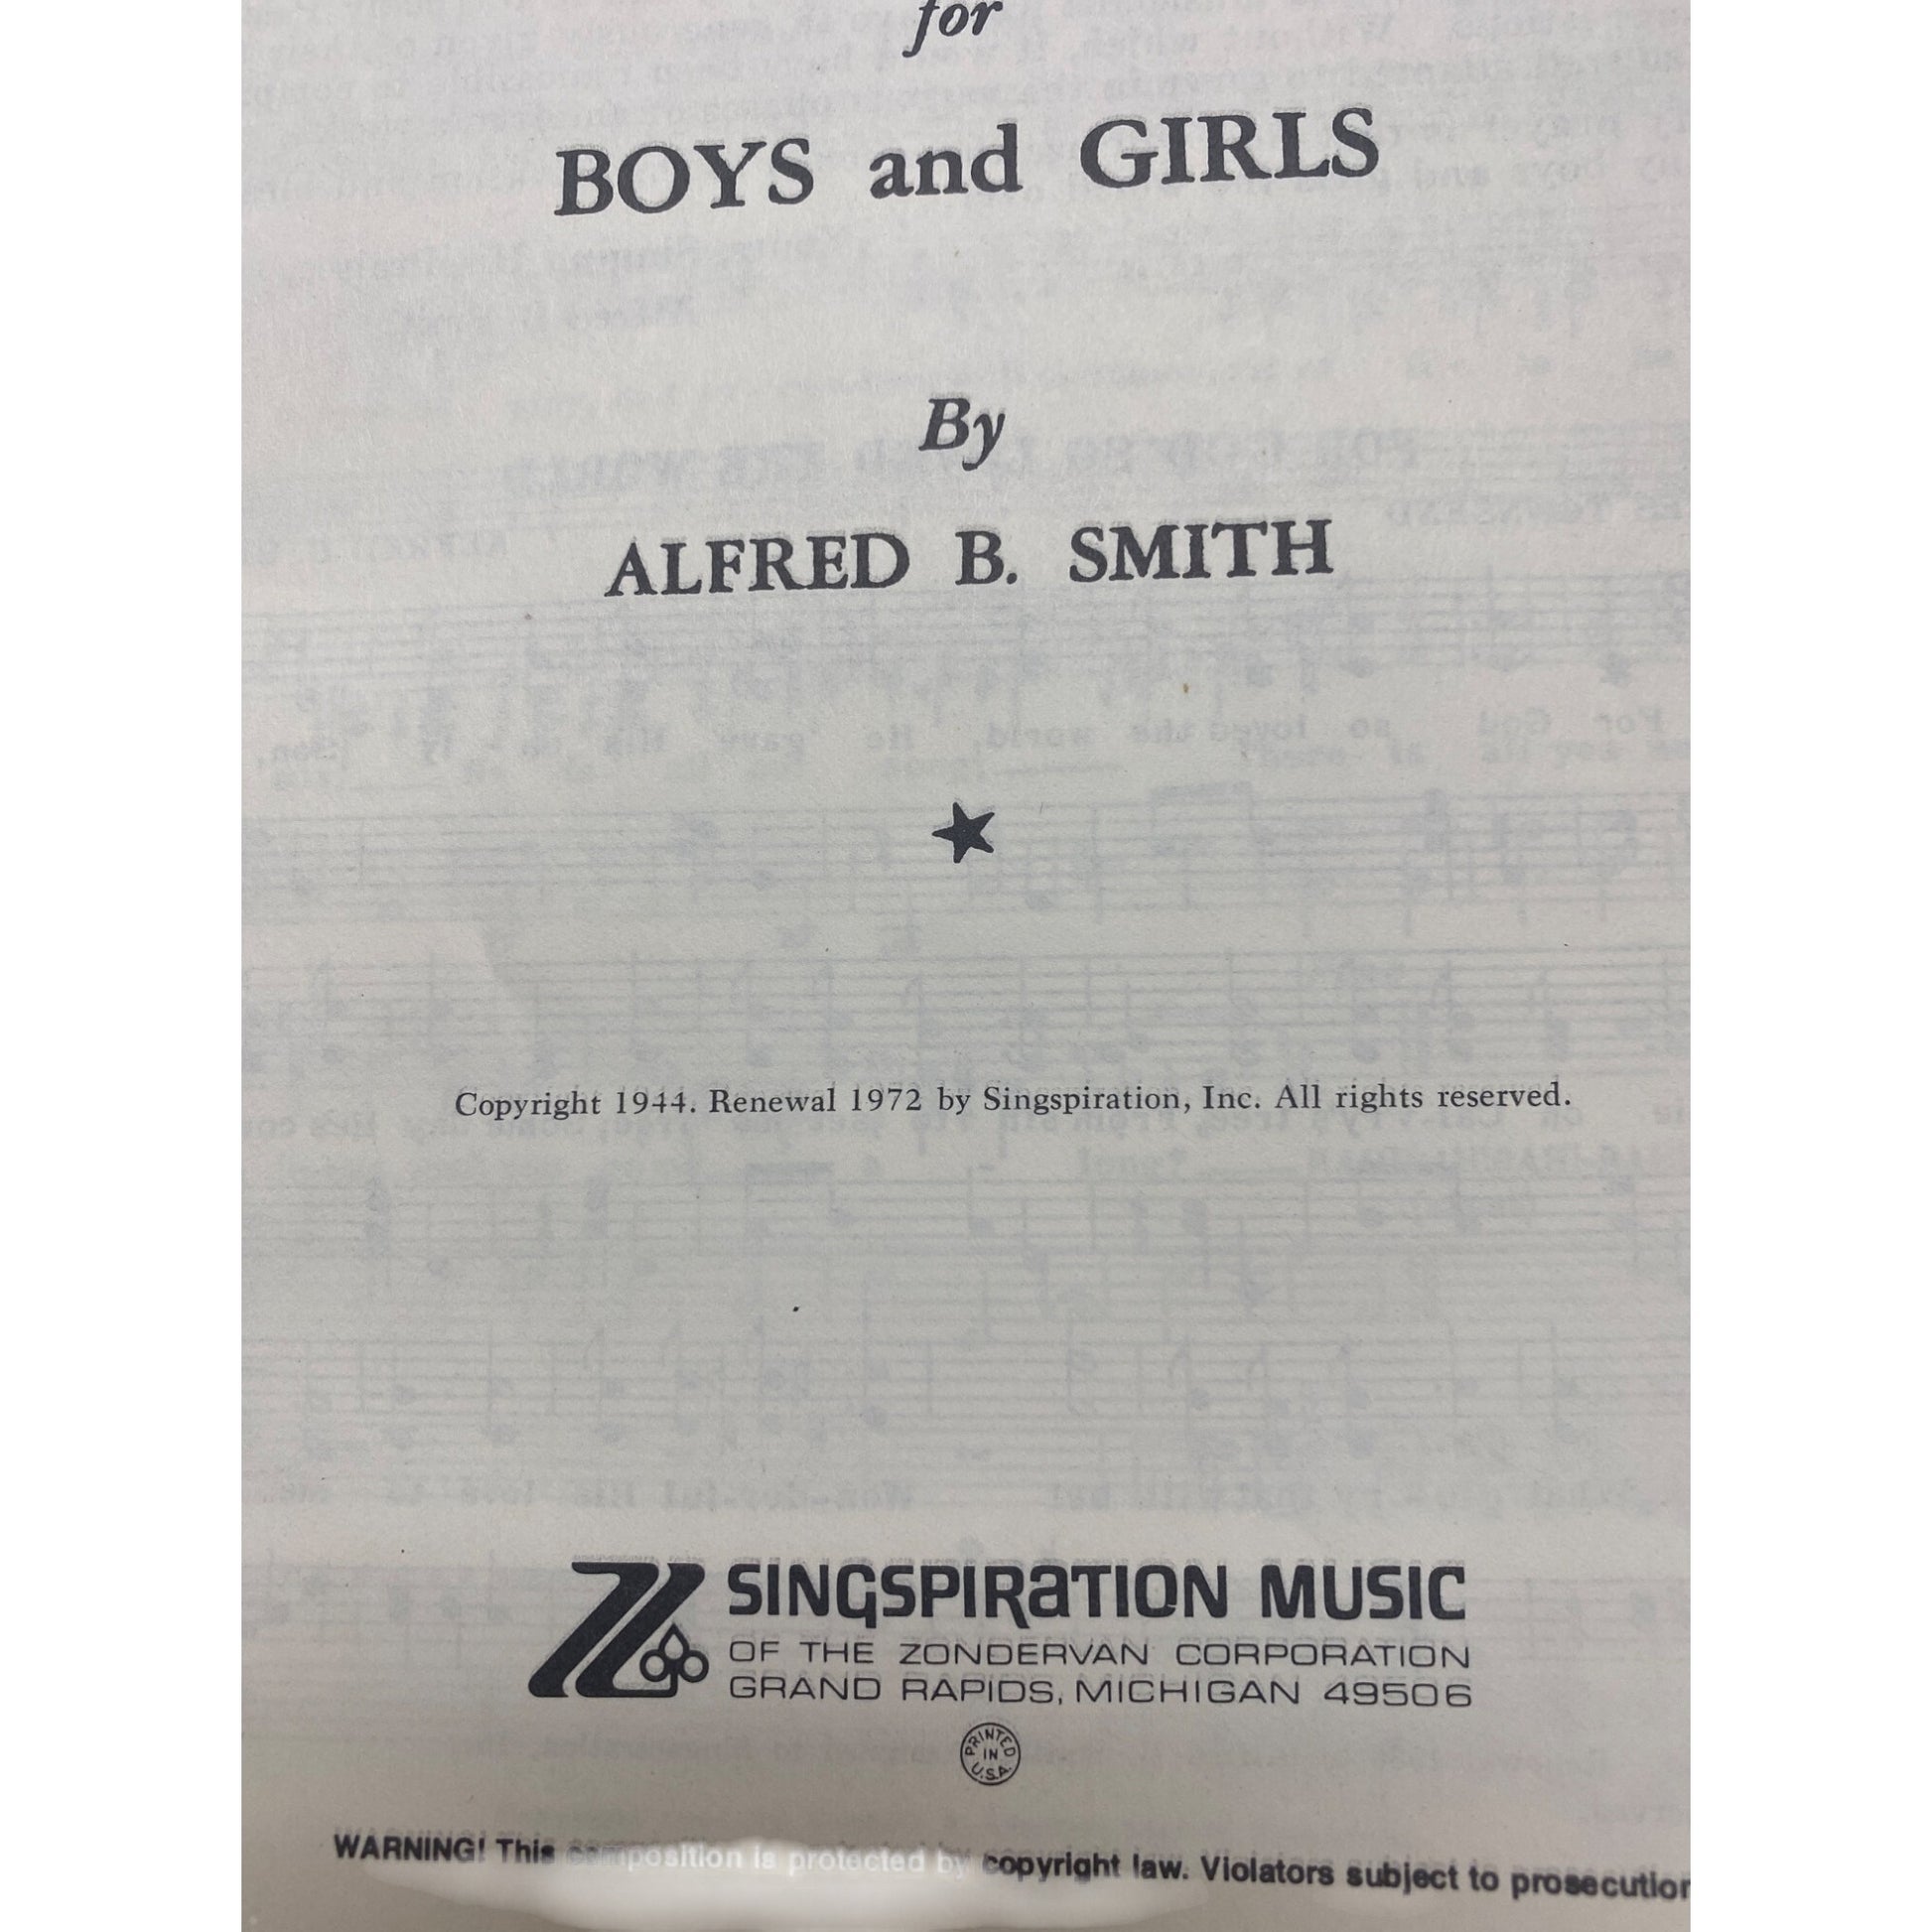 for
BOYS and GIRLS
By
ALFRED B. SMITH
Copyright 1944. Renewal 1972 by Singspiration, Inc. All rights reserved.
SINGSPIRATION MUSIC
OF THE ZONDERVAN CORPORATION
GRAND RAPIDS, MICHIGAN 49506
PRINTED
IN
U.S.A.
WARNING! This composition is protected by copyright law. Violators subject to prosecution